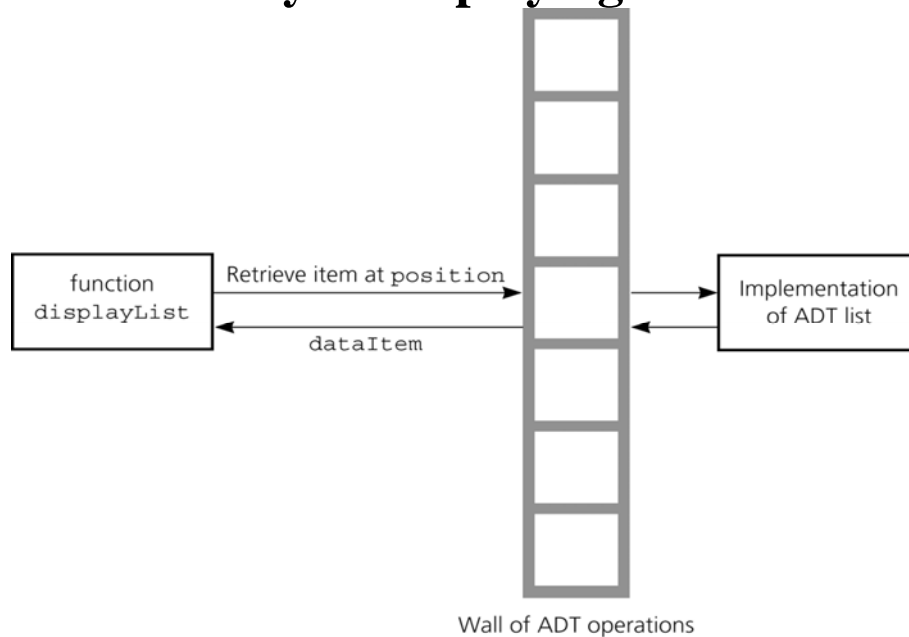 function
displayList
Retrieve item at position
dataItem
Implementation
of ADT list
Wall of ADT operations